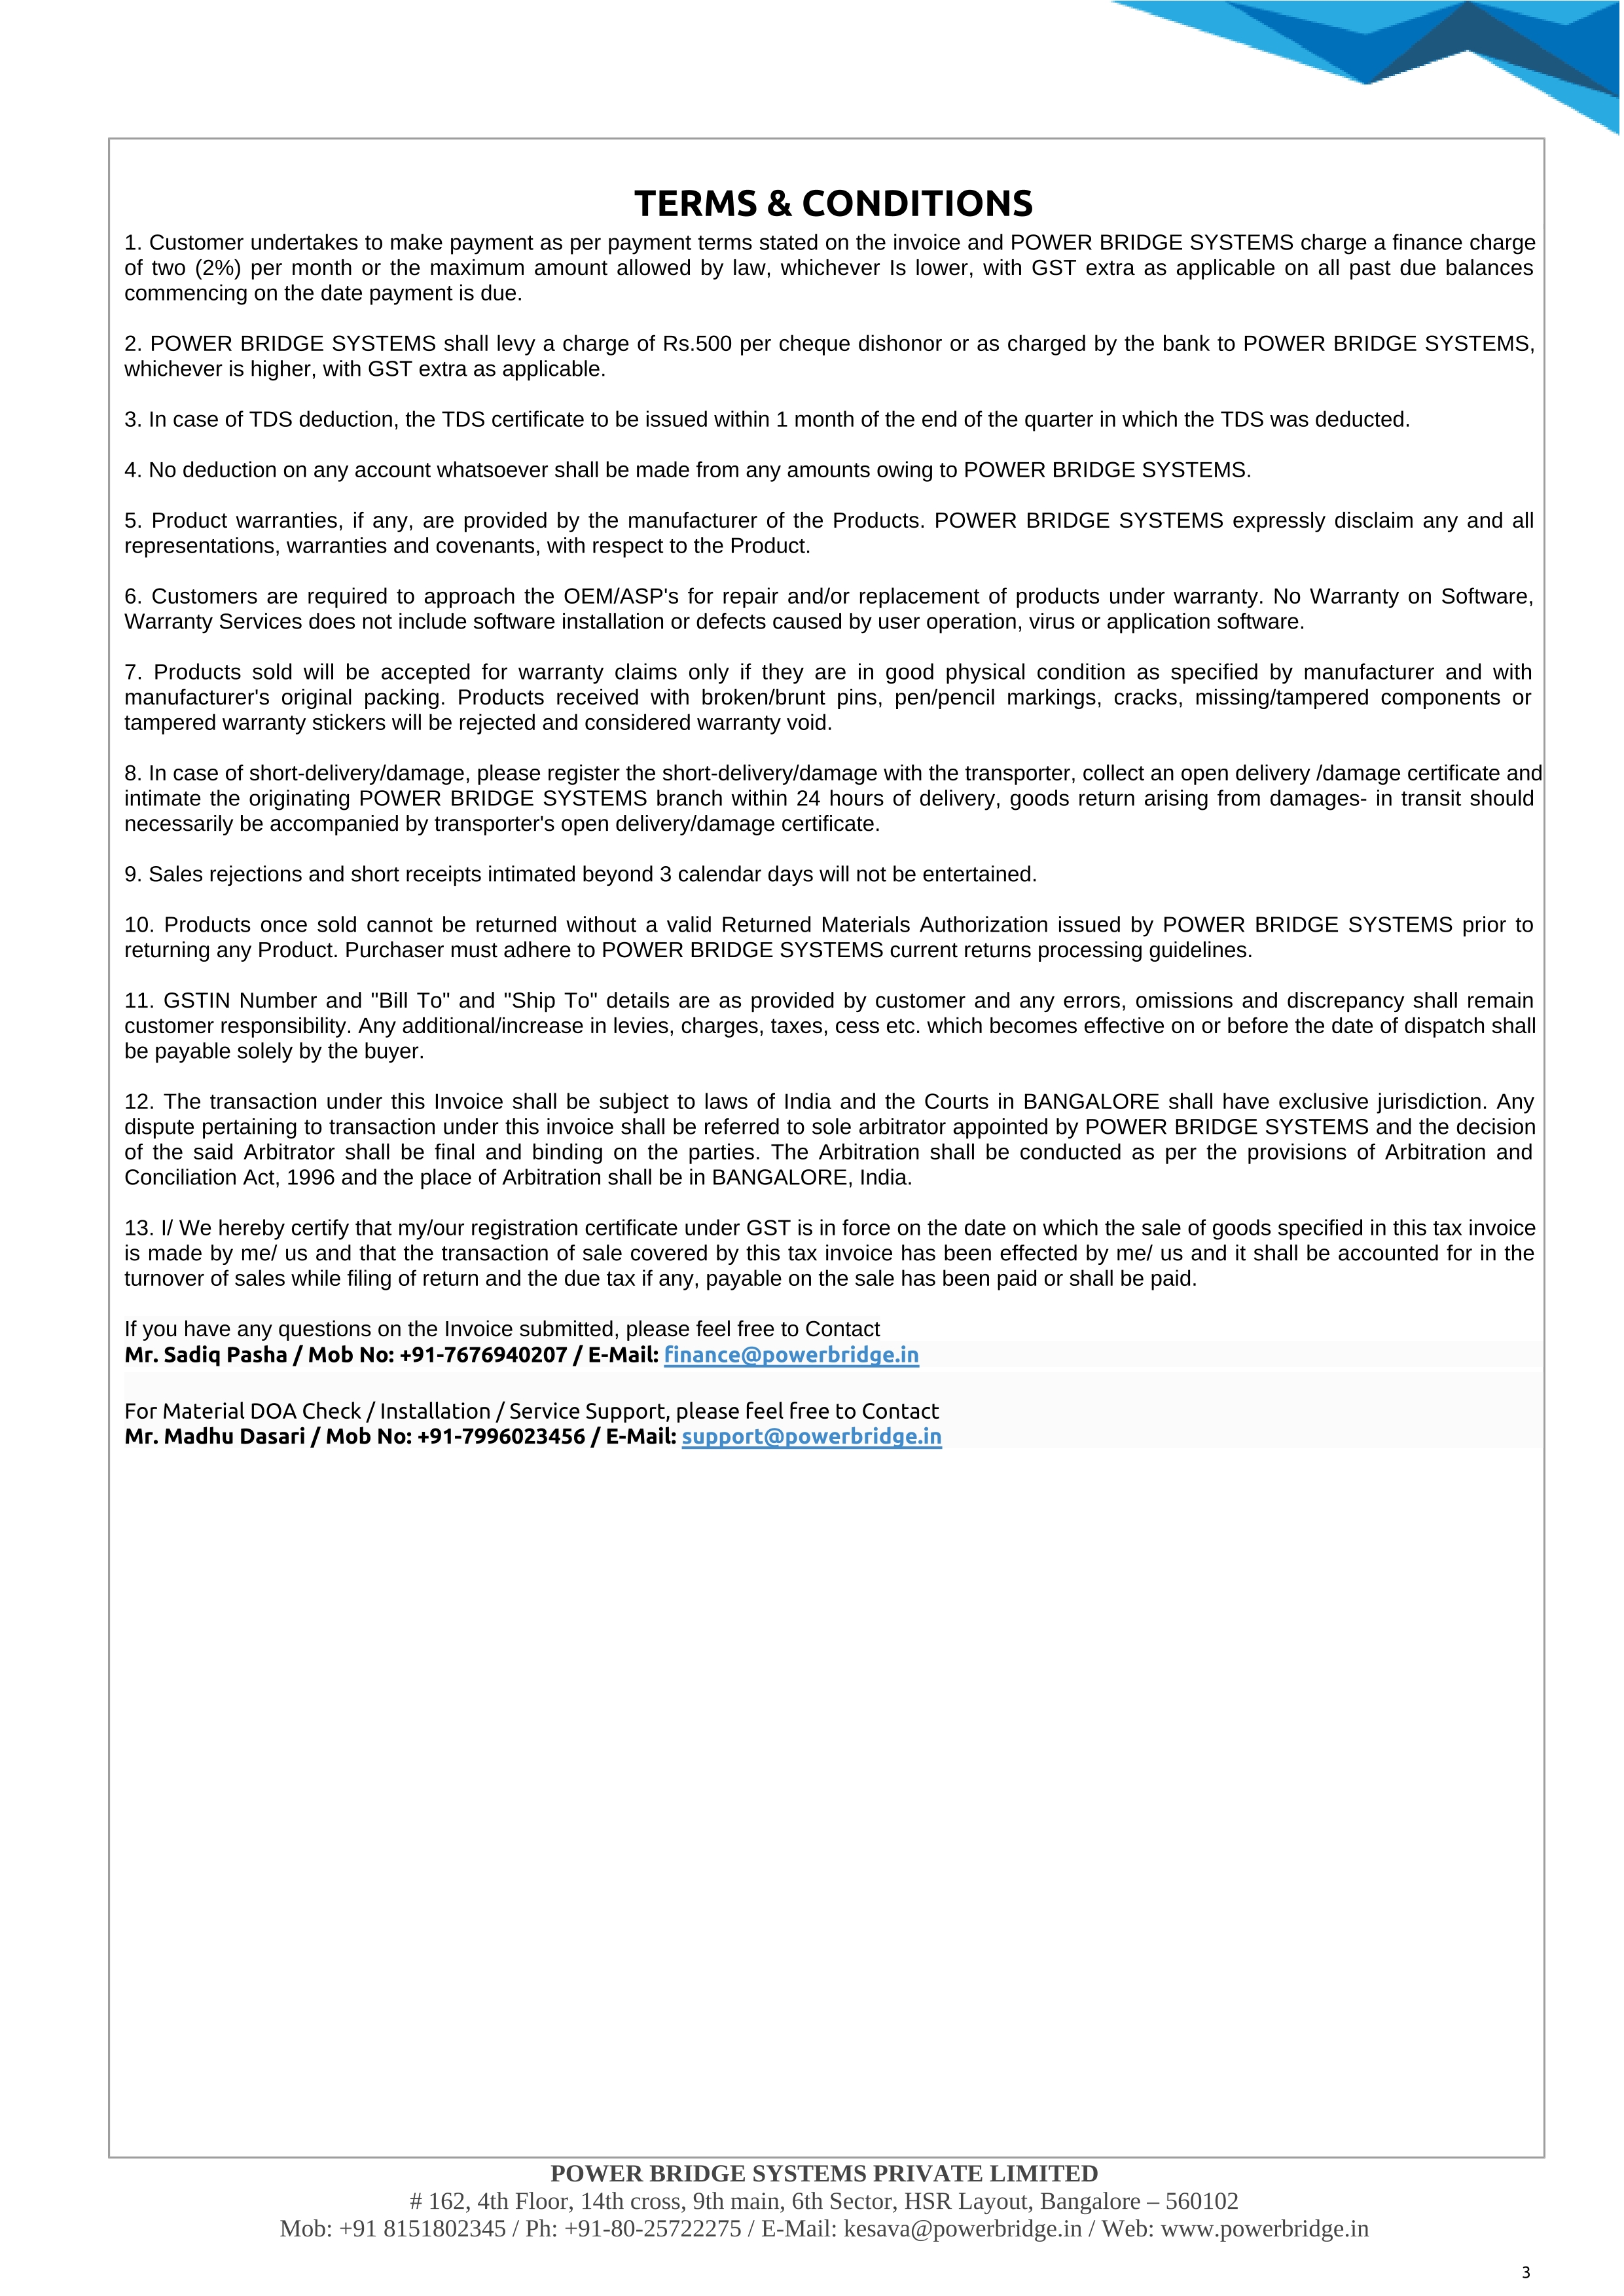 TERMS & CONDITIONS
1. Customer undertakes to make payment as per payment terms stated on the invoice and POWER BRIDGE SYSTEMS charge a finance charge
of two (2%) per month or the maximum amount allowed by law, whichever Is lower, with GST extra as applicable on all past due balances
commencing on the date payment is due.
2. POWER BRIDGE SYSTEMS shall levy a charge of Rs.500 per cheque dishonor or as charged by the bank to POWER BRIDGE SYSTEMS,
whichever is higher, with GST extra as applicable.
3. In case of TDS deduction, the TDS certificate to be issued within 1 month of the end of the quarter in which the TDS was deducted.
4. No deduction on any account whatsoever shall be made from any amounts owing to POWER BRIDGE SYSTEMS.
5. Product warranties, if any, are provided by the manufacturer of the Products. POWER BRIDGE SYSTEMS expressly disclaim any and all
representations, warranties and covenants, with respect to the Product.
6. Customers are required to approach the OEM/ASP's for repair and/or replacement of products under warranty. No Warranty on Software,
Warranty Services does not include software installation or defects caused by user operation, virus or application software.
7. Products sold will be accepted for warranty claims only if they are in good physical condition as specified by manufacturer and with
manufacturer's original packing. Products received with broken/brunt pins, pen/pencil markings, cracks, missing/tampered components or
tampered warranty stickers will be rejected and considered warranty void.
8. In case of short-delivery/damage, please register the short-delivery/damage with the transporter, collect an open delivery /damage certificate and
intimate the originating POWER BRIDGE SYSTEMS branch within 24 hours of delivery, goods return arising from damages- in transit should
necessarily be accompanied by transporter's open delivery/damage certificate.
9. Sales rejections and short receipts intimated beyond 3 calendar days will not be entertained.
10. Products once sold cannot be returned without a valid Returned Materials Authorization issued by POWER BRIDGE SYSTEMS prior to
returning any Product. Purchaser must adhere to POWER BRIDGE SYSTEMS current returns processing guidelines.
11. GSTIN Number and "Bill To" and "Ship To" details are as provided by customer and any errors, omissions and discrepancy shall remain
customer responsibility. Any additional/increase in levies, charges, taxes, cess etc. which becomes effective on or before the date of dispatch shall
be payable solely by the buyer.
12. The transaction under this Invoice shall be subject to laws of India and the Courts in BANGALORE shall have exclusive jurisdiction. Any
dispute pertaining to transaction under this invoice shall be referred to sole arbitrator appointed by POWER BRIDGE SYSTEMS and the decision
of the said Arbitrator shall be final and binding on the parties. The Arbitration shall be conducted as per the provisions of Arbitration and
Conciliation Act, 1996 and the place of Arbitration shall be in BANGALORE, India.
13. I/ We hereby certify that my/our registration certificate under GST is in force on the date on which the sale of goods specified in this tax invoice
is made by me/ us and that the transaction of sale covered by this tax invoice has been effected by me/ us and it shall be accounted for in the
turnover of sales while filing of return and the due tax if any, payable on the sale has been paid or shall be paid.
If you have any questions on the Invoice submitted, please feel free to Contact
Mr. Sadiq Pasha / Mob No: +91-7676940207 / E-Mail: finance@powerbridge.in
For Material DOA Check / Installation / Service Support, please feel free to Contact
Mr. Madhu Dasari / Mob No: +91-7996023456 / E-Mail: support@powerbridge.in
POWER BRIDGE SYSTEMS PRIVATE LIMITED
# 162, 4th Floor, 14th cross, 9th main, 6th Sector, HSR Layout, Bangalore – 560102
Mob: +91 8151802345 / Ph: +91-80-25722275 / E-Mail: kesava@powerbridge.in / Web: www.powerbridge.in
3